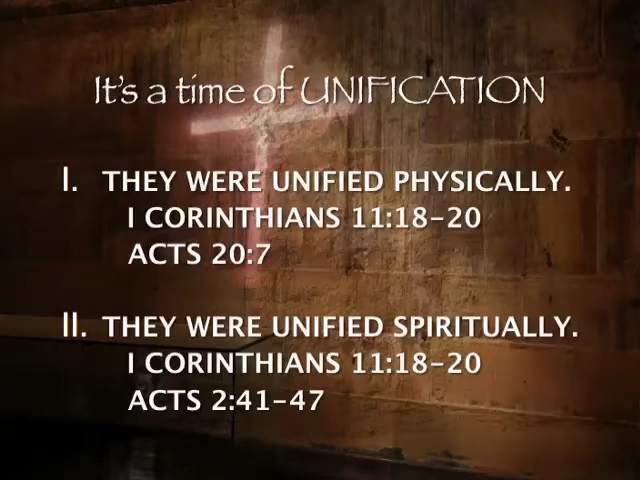 It's a time of UNIFICATION
I. THEY WERE UNIFIED PHYSICALLY.
I CORINTHIANS 11:18-20
ACTS 20:7
II. THEY WERE UNIFIED SPIRITUALLY.
I CORINTHIANS 11:18-20
ACTS 2:41-47